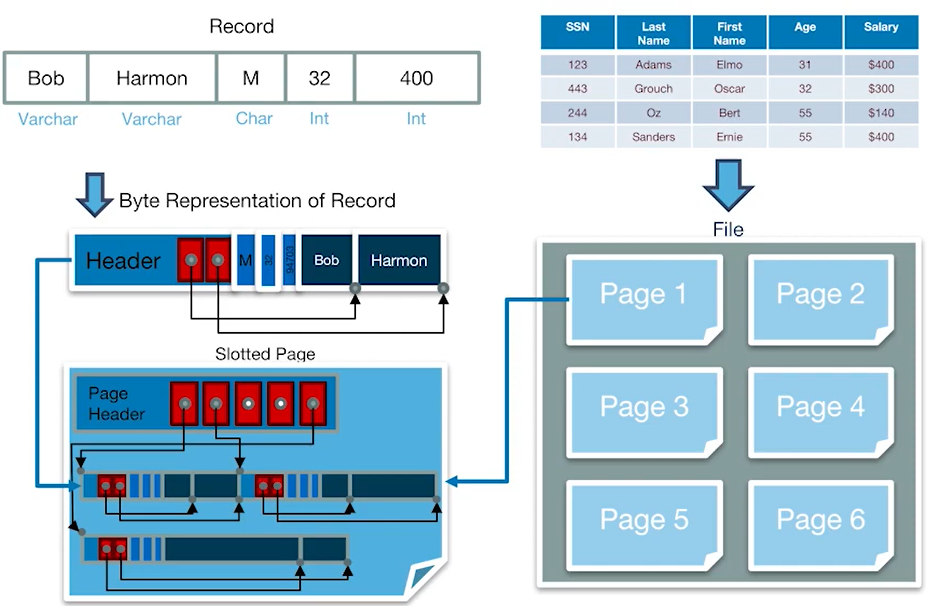 Record
Bob Harmon M 32 400
Varchar Varchar Char Int Int
SSN Last Name First Name Age Salary
123 Adams Elmo 31 $400
443 Grouch Oscar 32 $300
244 Oz Bert 55 $140
134 Sanders Ernie 55 $400
Byte Representation of Record
Header M 32 94703 Bob Harmon
File
Page 1 Page 2
Page 3 Page 4
Page 5 Page 6
Slotted Page
Page
Header